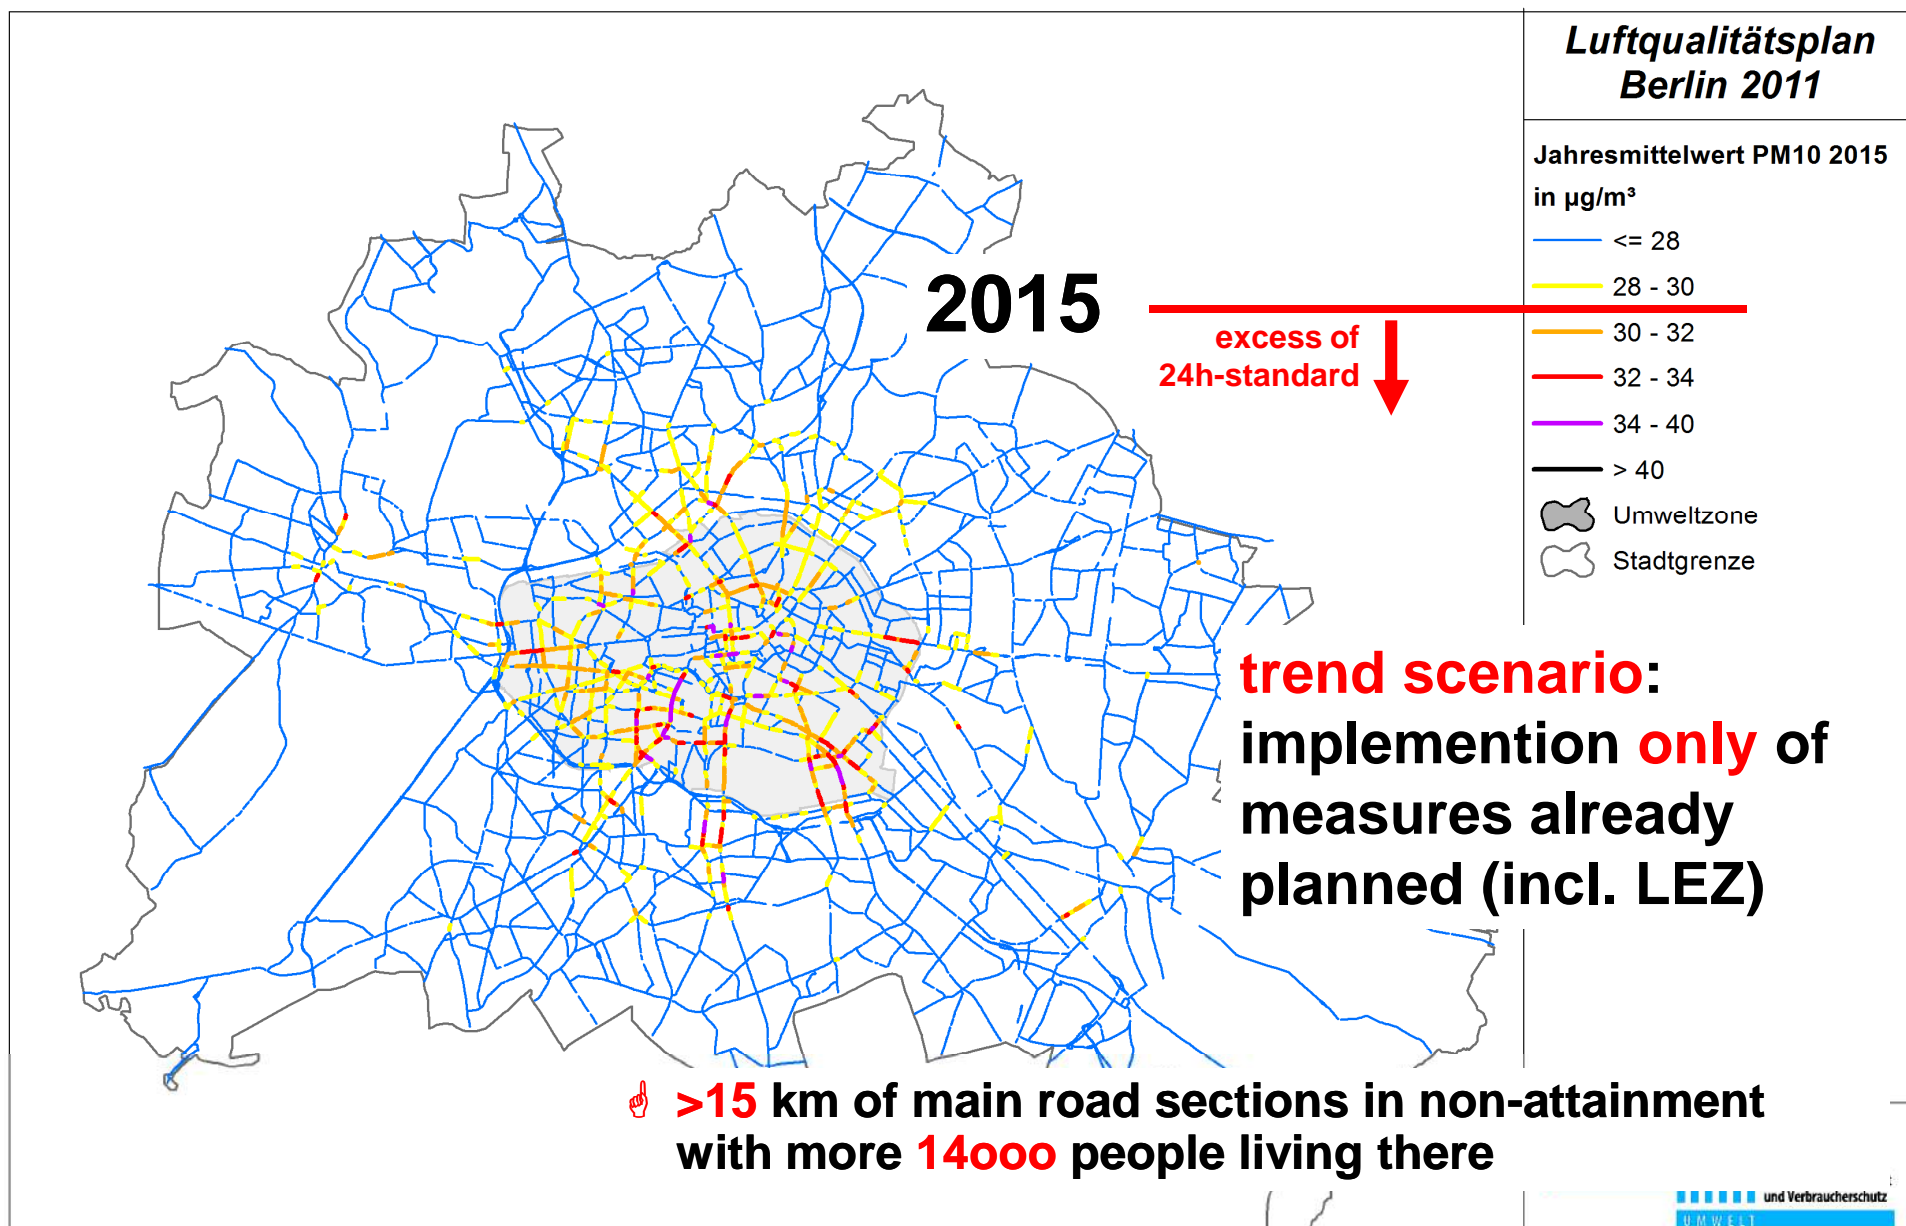 Luftqualitätsplan
Berlin 2011
Jahresmittelwert PM10 2015
in µg/m³
<= 28
28 - 30
30 - 32
32 - 34
34 - 40
> 40
Umweltzone
Stadtgrenze
2015
excess of
24h-standard
trend scenario:
implemention only of
measures already
planned (incl. LEZ)
>15 km of main road sections in non-attainment
with more 14ooo people living there
und Verbraucherschutz
UMWELT